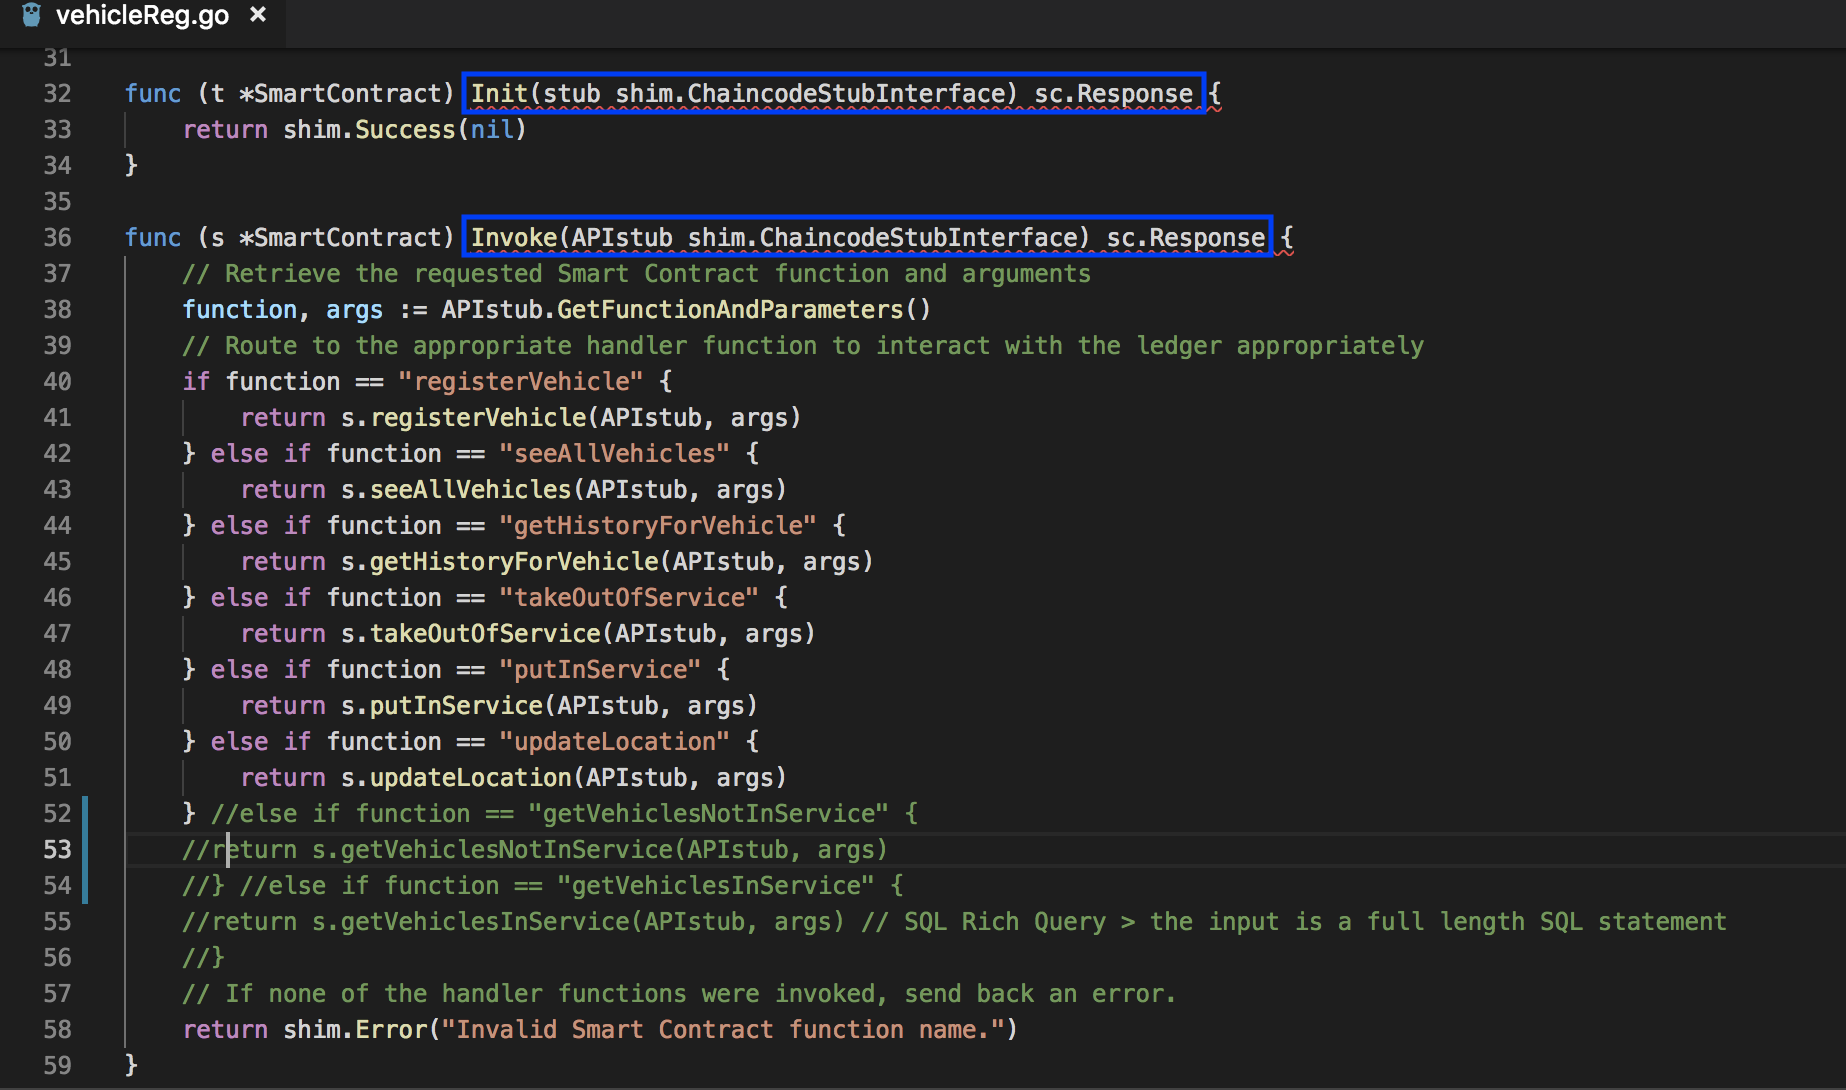 vehicleReg.go ×
31
32 func (t *SmartContract) Init(stub shim.ChaincodeStubInterface) sc.Response {
33     return shim.Success(nil)
34 }
35
36 func (s *SmartContract) Invoke(APIstub shim.ChaincodeStubInterface) sc.Response {
37     // Retrieve the requested Smart Contract function and arguments
38     function, args := APIstub.GetFunctionAndParameters()
39     // Route to the appropriate handler function to interact with the ledger appropriately
40     if function == "registerVehicle" {
41         return s.registerVehicle(APIstub, args)
42     } else if function == "seeAllVehicles" {
43         return s.seeAllVehicles(APIstub, args)
44     } else if function == "getHistoryForVehicle" {
45         return s.getHistoryForVehicle(APIstub, args)
46     } else if function == "takeOutOfService" {
47         return s.takeOutOfService(APIstub, args)
48     } else if function == "putInService" {
49         return s.putInService(APIstub, args)
50     } else if function == "updateLocation" {
51         return s.updateLocation(APIstub, args)
52     } //else if function == "getVehiclesNotInService" {
53     //return s.getVehiclesNotInService(APIstub, args)
54     //} //else if function == "getVehiclesInService" {
55     //return s.getVehiclesInService(APIstub, args) // SQL Rich Query > the input is a full length SQL statement
56     //}
57     // If none of the handler functions were invoked, send back an error.
58     return shim.Error("Invalid Smart Contract function name.")
59 }